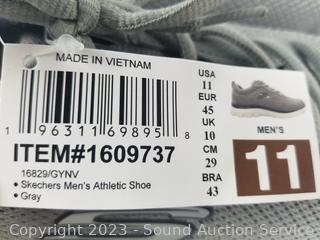 MADE IN VIETNAM
1 96311 69895 8
ITEM#1609737
16829/GYNV
• Skechers Men's Athletic Shoe
• Gray
USA
11
EUR
45
UK
10
CM
29
BRA
43
MEN'S
11
Copyright 2023 - Sound Auction Service